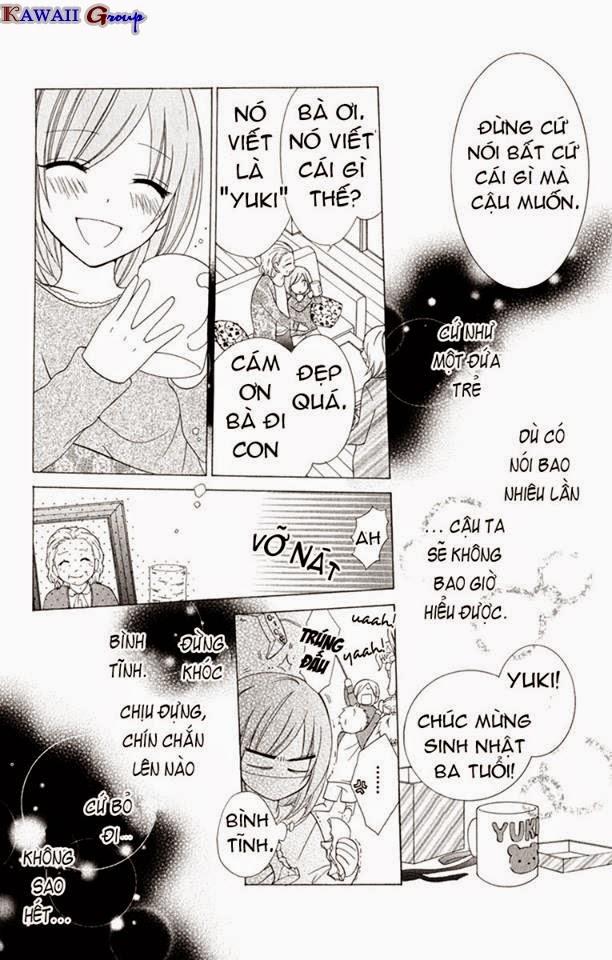 KAWAII Group
ĐỪNG CỨ
NÓI BẤT CỨ
CÁI GÌ MÀ
CẬU MUỐN.
CỨ NHƯ
MỘT ĐỨA
TRẺ
DÙ CÓ
NÓI BAO
NHIÊU LẦN
... CẬU TA
SẼ KHÔNG
BAO GIỜ
HIỂU ĐƯỢC.
YUKI!
CHÚC MỪNG
SINH NHẬT
BA TUỔI!
YUKI
BÀ ƠI,
NÓ VIẾT
CÁI GÌ
THẾ?
NÓ
VIẾT
LÀ
"YUKI"
ĐẸP
QUÁ.
CÁM
ƠN
BÀ ĐI
CON
AH
VỠ NÁT
uaah!
yaah!
TRÚNG
ĐẤU
......
BÌNH
TĨNH.
ĐỪNG
KHÓC
BÌNH
TĨNH.
CHỊU ĐỰNG,
CHÍN CHẮN
LÊN NÀO
CỨ BỎ
ĐI...
KHÔNG
SAO
HẾT...